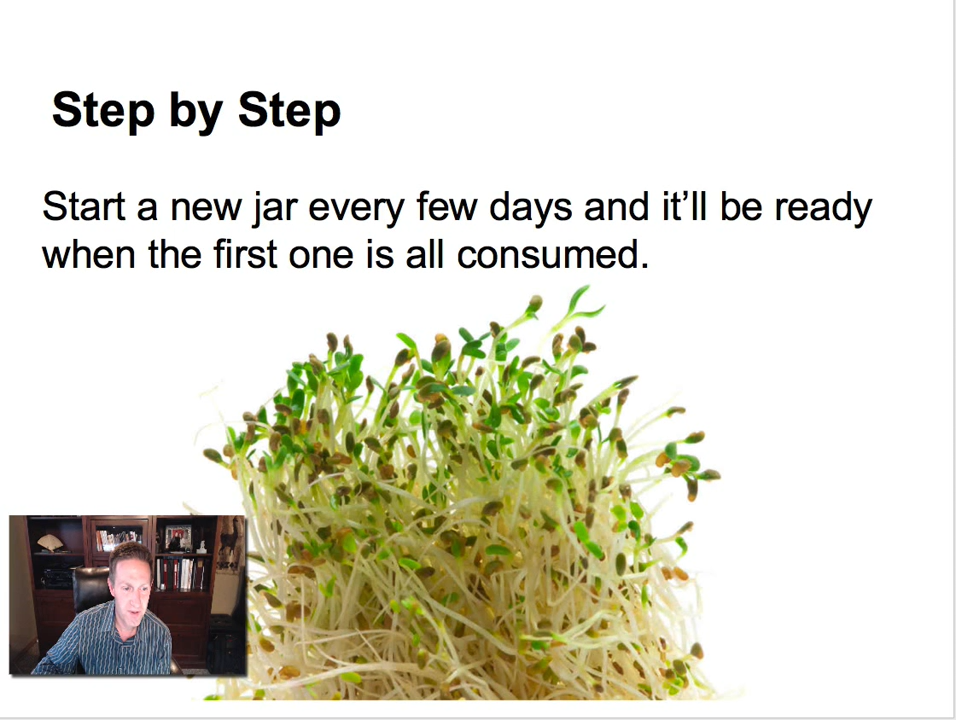 Step by Step
Start a new jar every few days and it’ll be ready
when the first one is all consumed.